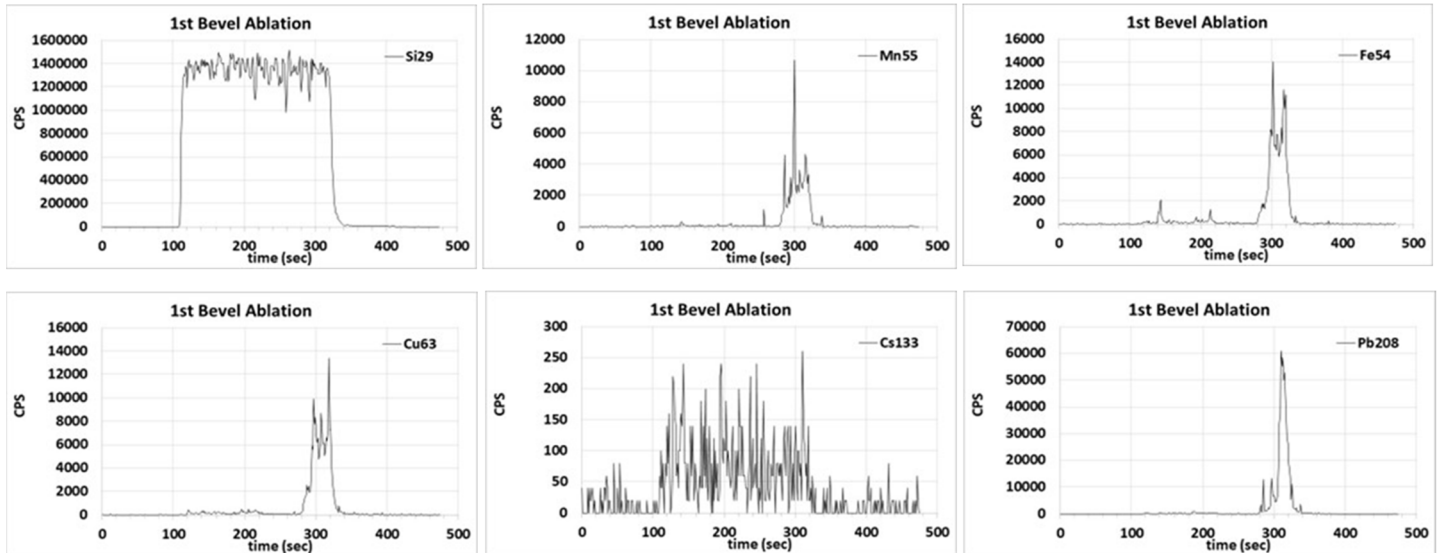 1st Bevel Ablation
Si29
CPS
1600000
1400000
1200000
1000000
800000
600000
400000
200000
0
0 100 200 300 400 500
time (sec)
1st Bevel Ablation
Mn55
CPS
12000
10000
8000
6000
4000
2000
0
0 100 200 300 400 500
time (sec)
1st Bevel Ablation
Fe54
CPS
16000
14000
12000
10000
8000
6000
4000
2000
0
0 100 200 300 400 500
time (sec)
1st Bevel Ablation
Cu63
CPS
16000
14000
12000
10000
8000
6000
4000
2000
0
0 100 200 300 400 500
time (sec)
1st Bevel Ablation
Cs133
CPS
300
250
200
150
100
50
0
0 100 200 300 400 500
time (sec)
1st Bevel Ablation
Pb208
CPS
70000
60000
50000
40000
30000
20000
10000
0
0 100 200 300 400 500
time (sec)